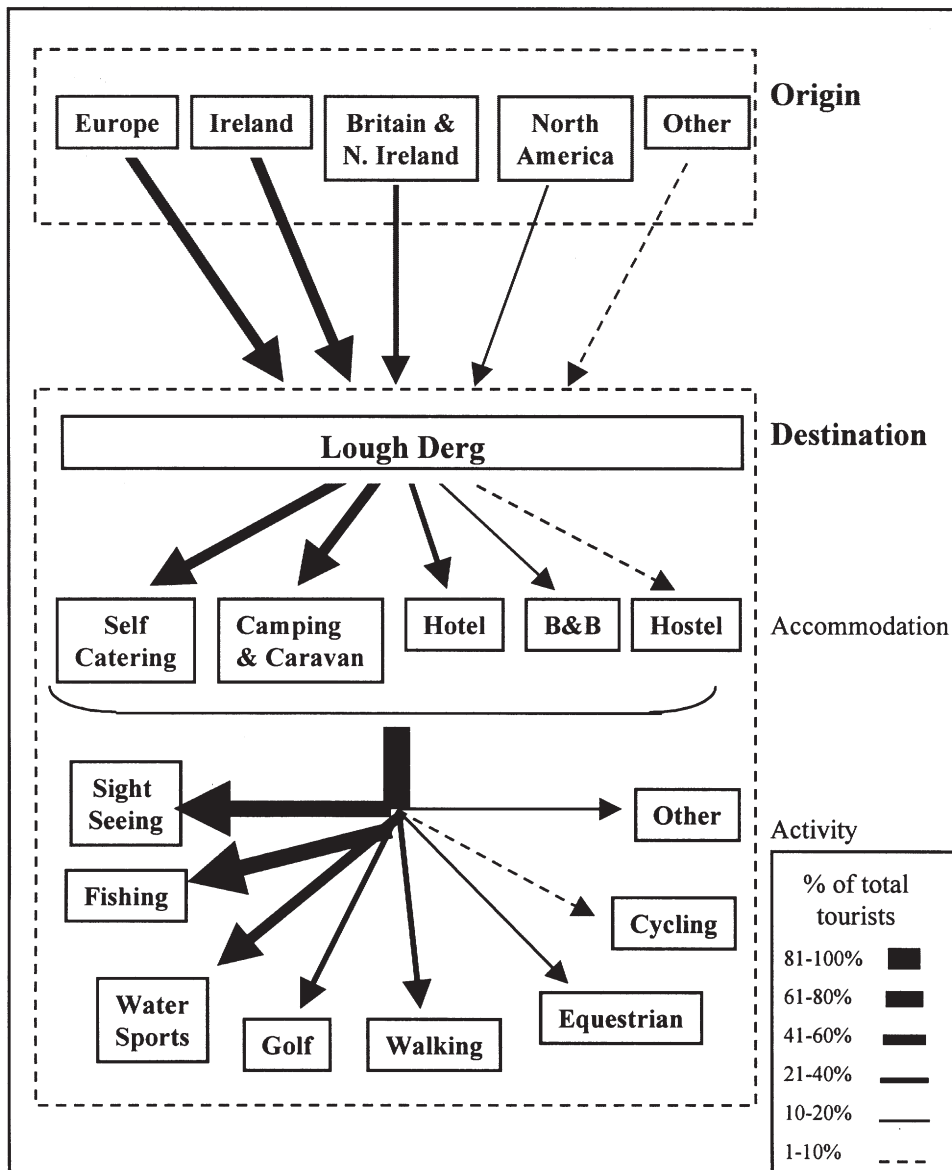 Origin
Europe
Ireland
Britain &
N. Ireland
North
America
Other
Destination
Lough Derg
Self
Catering
Camping
& Caravan
Hotel
B&B
Hostel
Accommodation
Sight
Seeing
Other
Activity
Fishing
Cycling
Water
Sports
Golf
Walking
Equestrian
% of total
tourists
81-100%
61-80%
41-60%
21-40%
10-20%
1-10%